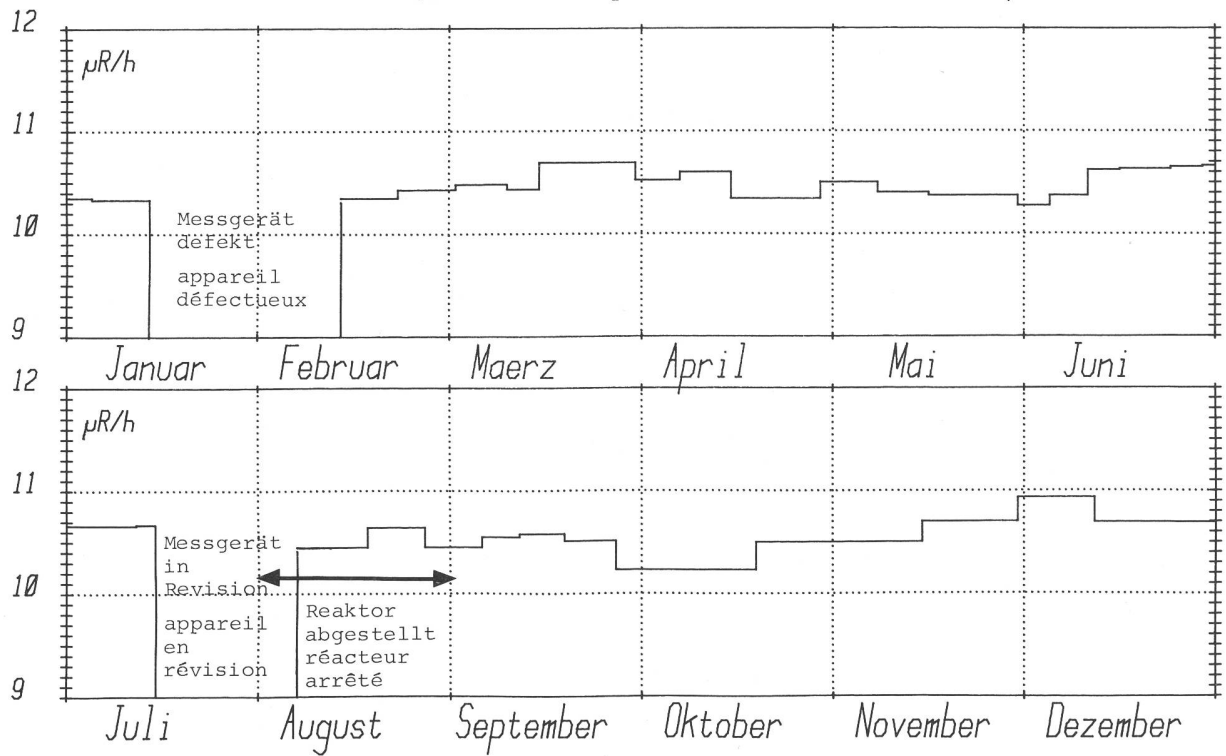 12
µR/h
11
10
9
Messgerät
defekt
appareil
défectueux
Januar Februar Maerz April Mai Juni
12
µR/h
11
10
9
Messgerät
in
Revision
appareil
en
révision
Reaktor
abgestellt
réacteur
arrêté
Juli August September Oktober November Dezember